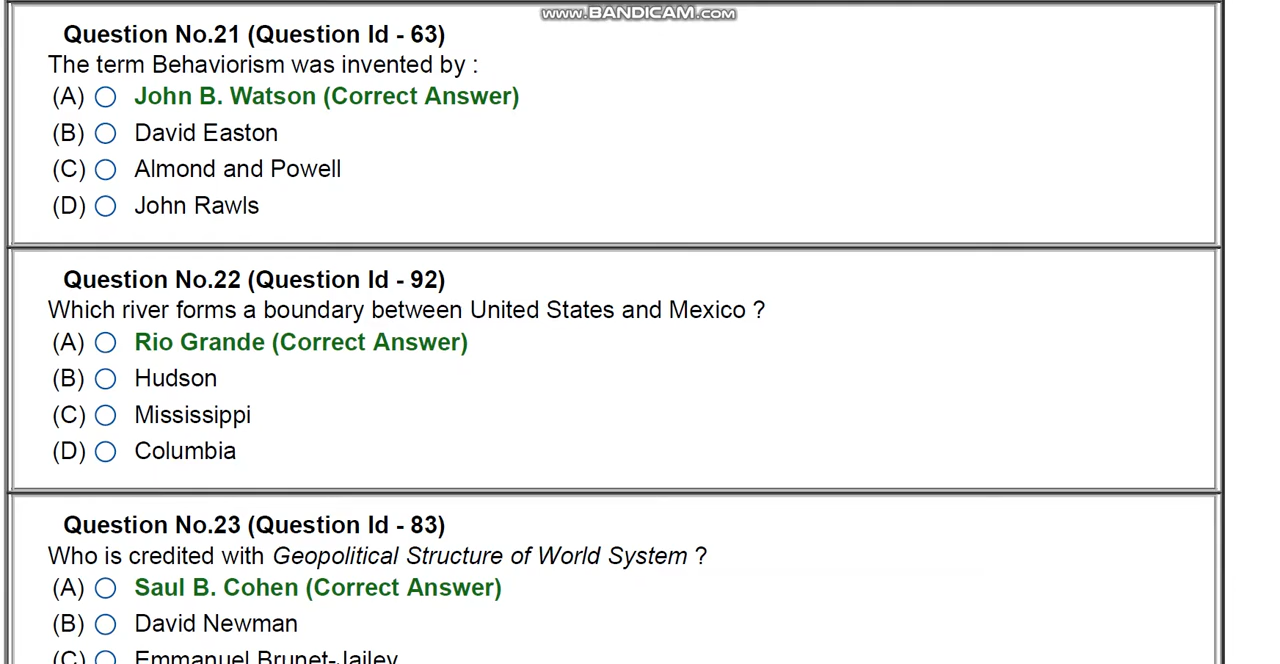 www.BANDICAM.com
Question No.21 (Question Id - 63)
The term Behaviorism was invented by :
(A) John B. Watson (Correct Answer)
(B) David Easton
(C) Almond and Powell
(D) John Rawls
Question No.22 (Question Id - 92)
Which river forms a boundary between United States and Mexico ?
(A) Rio Grande (Correct Answer)
(B) Hudson
(C) Mississippi
(D) Columbia
Question No.23 (Question Id - 83)
Who is credited with Geopolitical Structure of World System ?
(A) Saul B. Cohen (Correct Answer)
(B) David Newman
(C) Emmanuel Brunet-Jailey